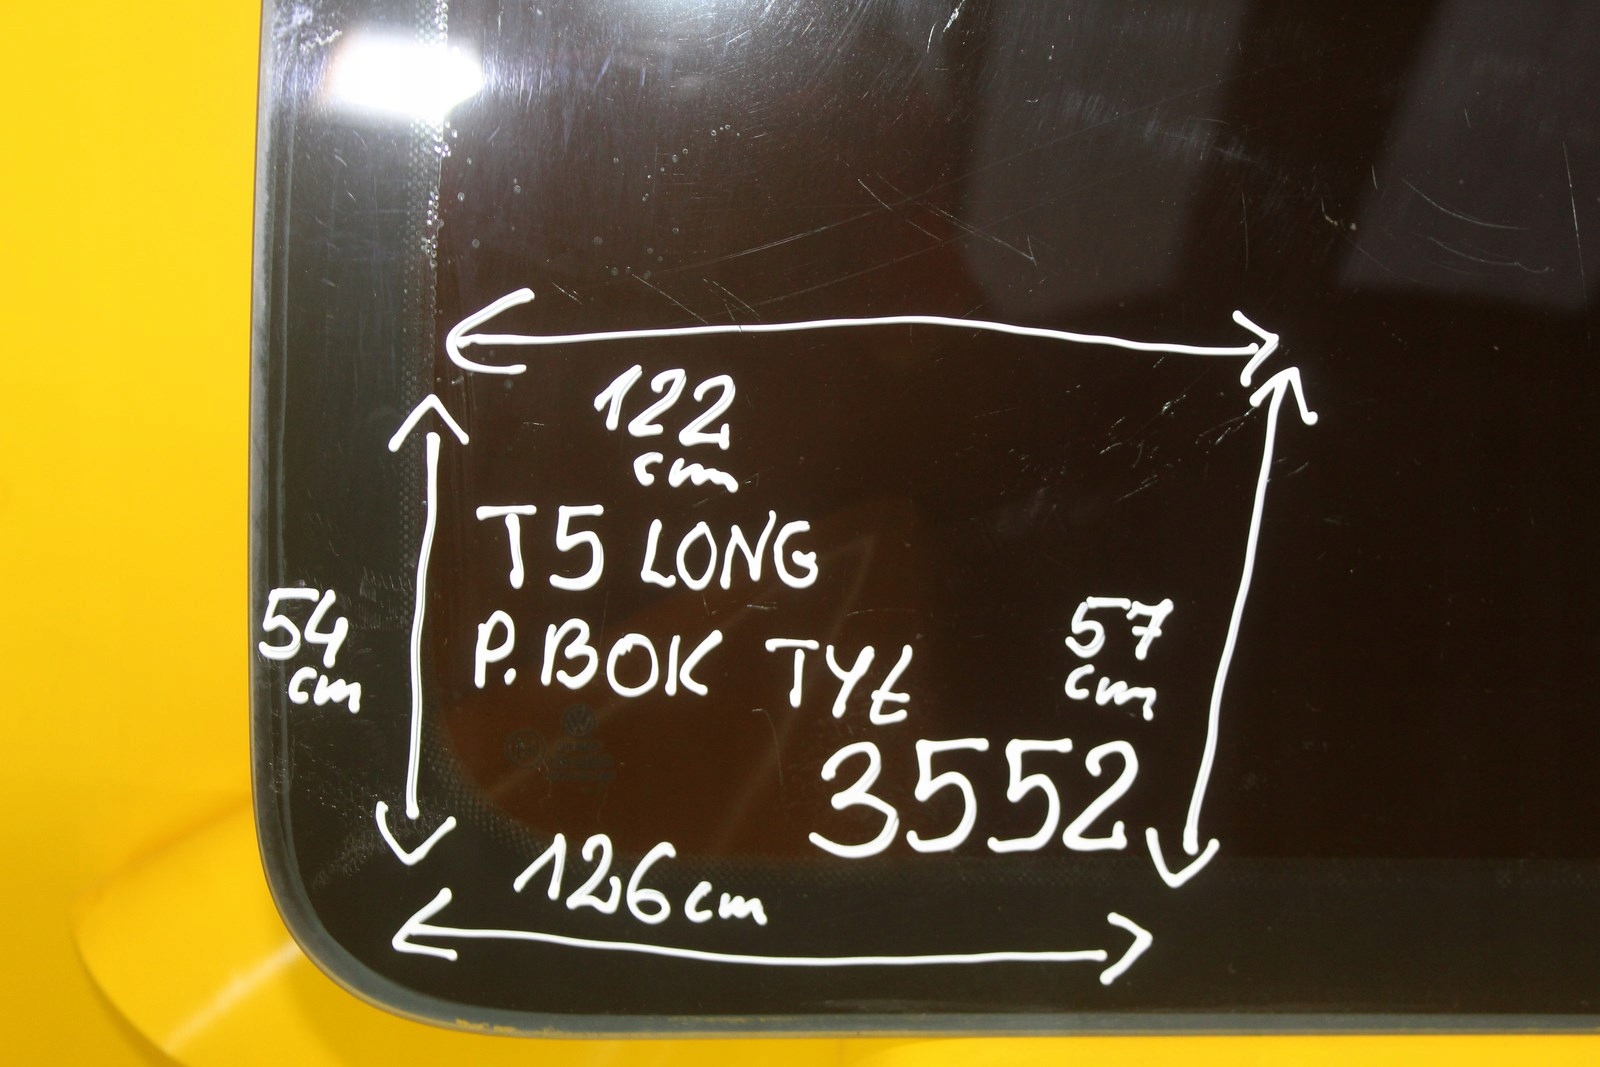 122
cm
T5 LONG
54
cm
P. BOK TYŁ
57
cm
3552
126 cm